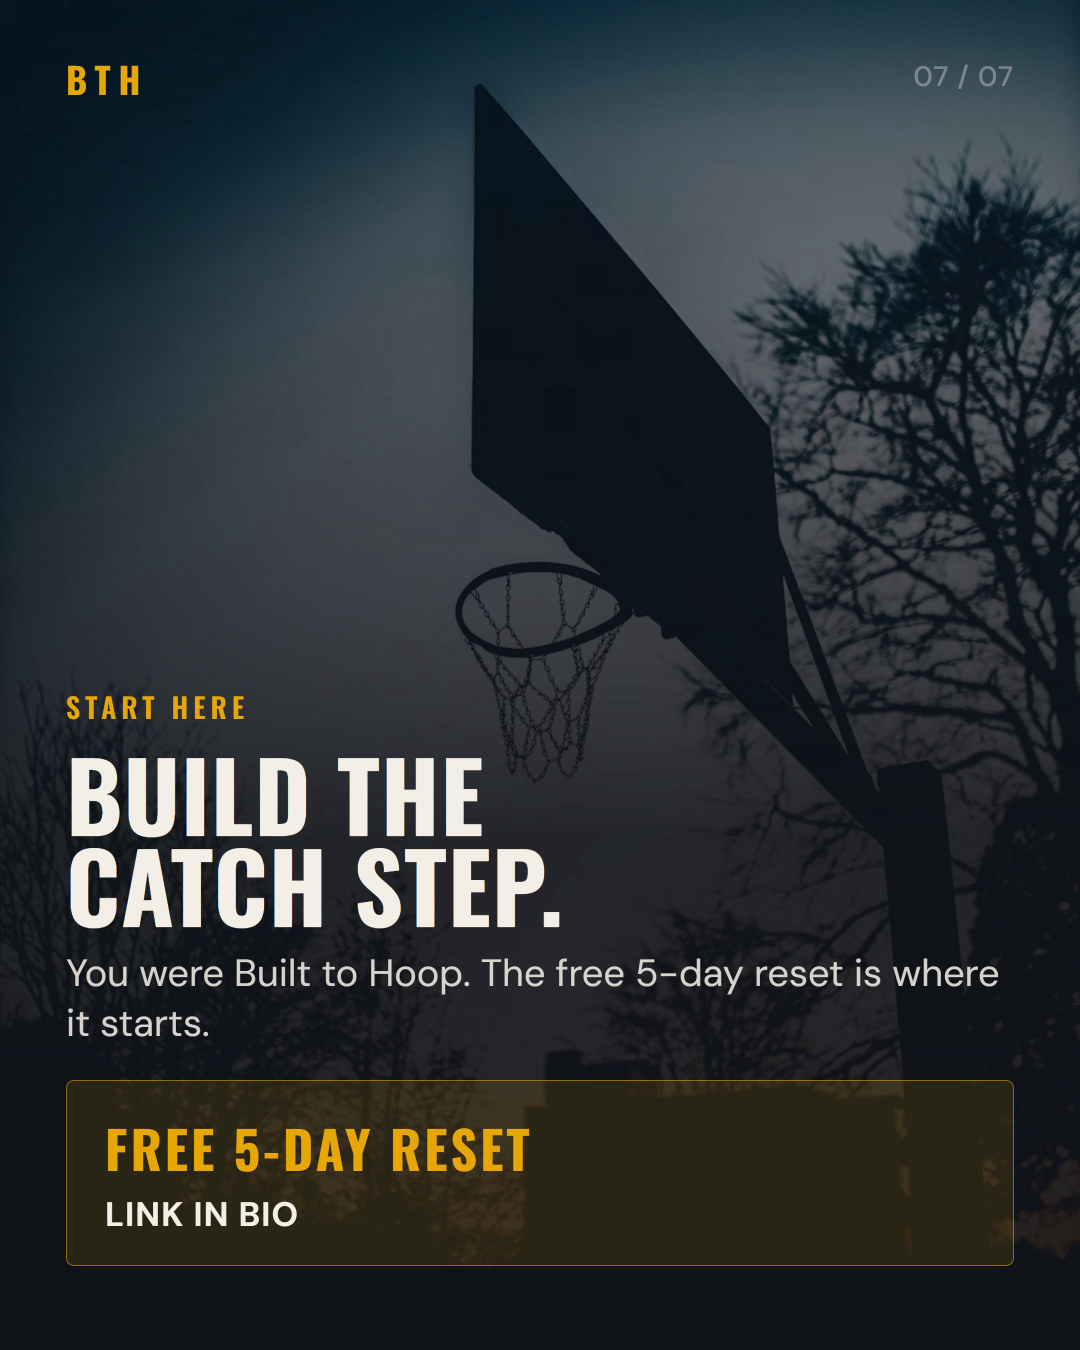 BTH
07 / 07
START HERE
BUILD THE
CATCH STEP.
You were Built to Hoop. The free 5-day reset is where
it starts.
FREE 5-DAY RESET
LINK IN BIO